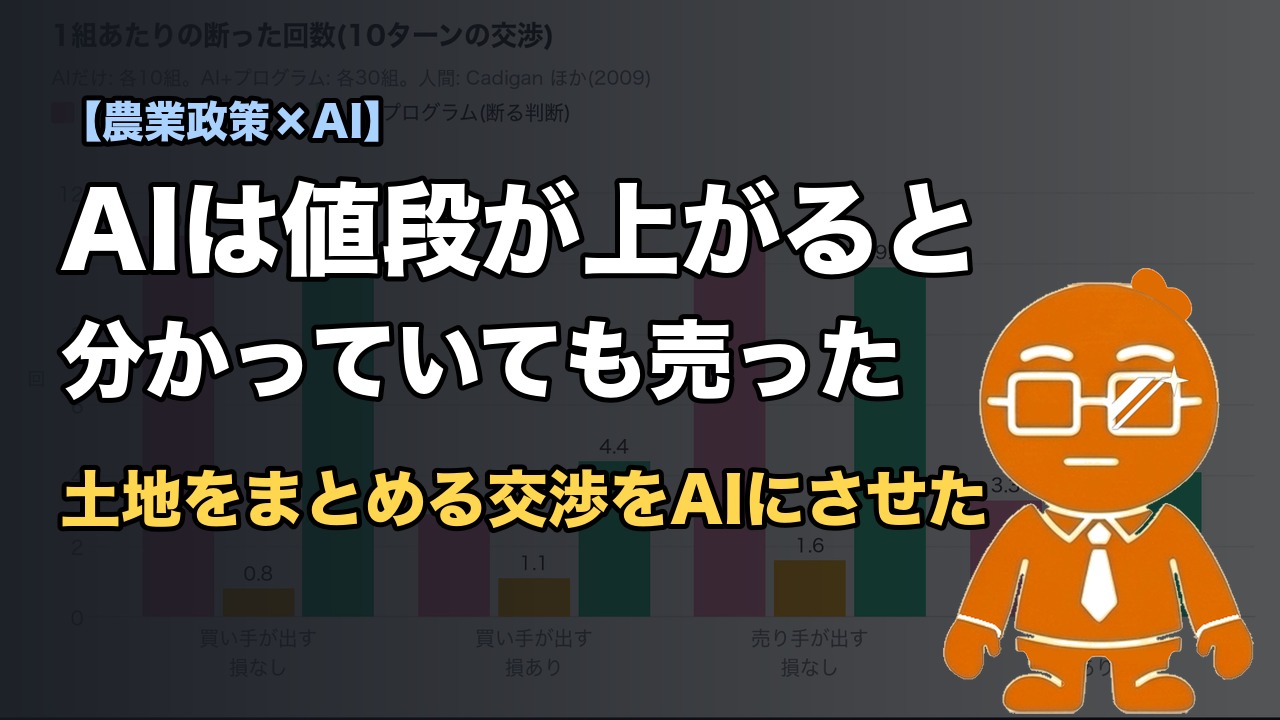 1組あたりの断った回数(10ターンの交渉)
AIだけ: 各10組。AI+プログラム: 各30組。人間: Cadigan ほか(2009)
プログラム(断る判断)
【農業政策×AI】
AIは値段が上がると
分かっていても売った
土地をまとめる交渉をAIにさせた
12
9.
4.4
3.3
2
1.6
1.1
0.8
0
回
買い手が出す
損なし
買い手が出す
損あり
売り手が出す
損なし